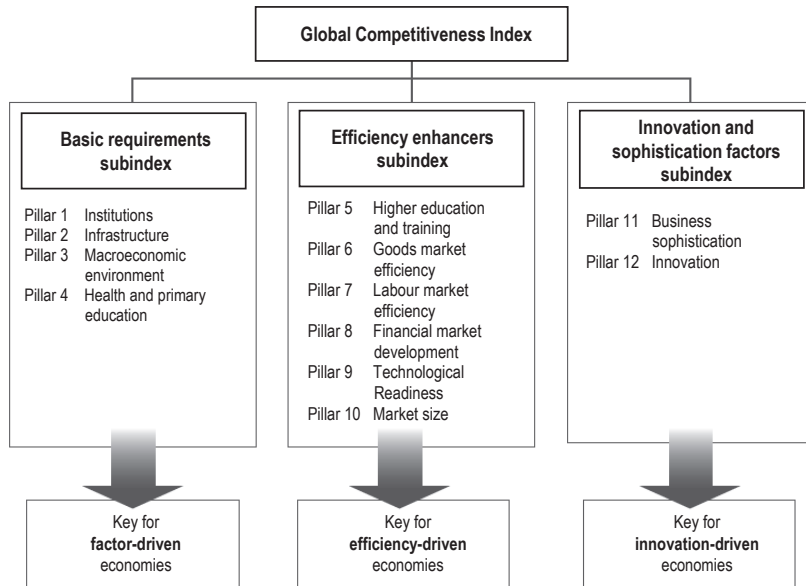 Global Competitiveness Index
Basic requirements
subindex
Pillar 1 Institutions
Pillar 2 Infrastructure
Pillar 3 Macroeconomic
environment
Pillar 4 Health and primary
education
Key for
factor-driven
economies
Efficiency enhancers
subindex
Pillar 5 Higher education
and training
Pillar 6 Goods market
efficiency
Pillar 7 Labour market
efficiency
Pillar 8 Financial market
development
Pillar 9 Technological
Readiness
Pillar 10 Market size
Key for
efficiency-driven
economies
Innovation and
sophistication factors
subindex
Pillar 11 Business
sophistication
Pillar 12 Innovation
Key for
innovation-driven
economies